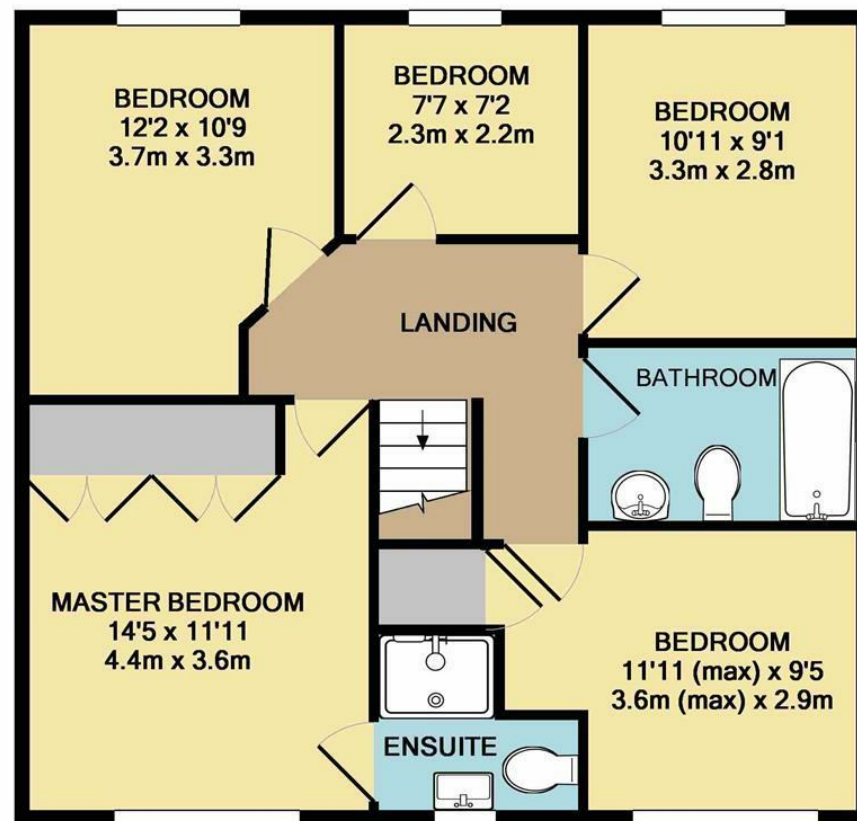 BEDROOM
12'2 x 10'9
3.7m x 3.3m
BEDROOM
7'7 x 7'2
2.3m x 2.2m
BEDROOM
10'11 x 9'1
3.3m x 2.8m
LANDING
BATHROOM
MASTER BEDROOM
14'5 x 11'11
4.4m x 3.6m
BEDROOM
11'11 (max) x 9'5
3.6m (max) x 2.9m
ENSUITE